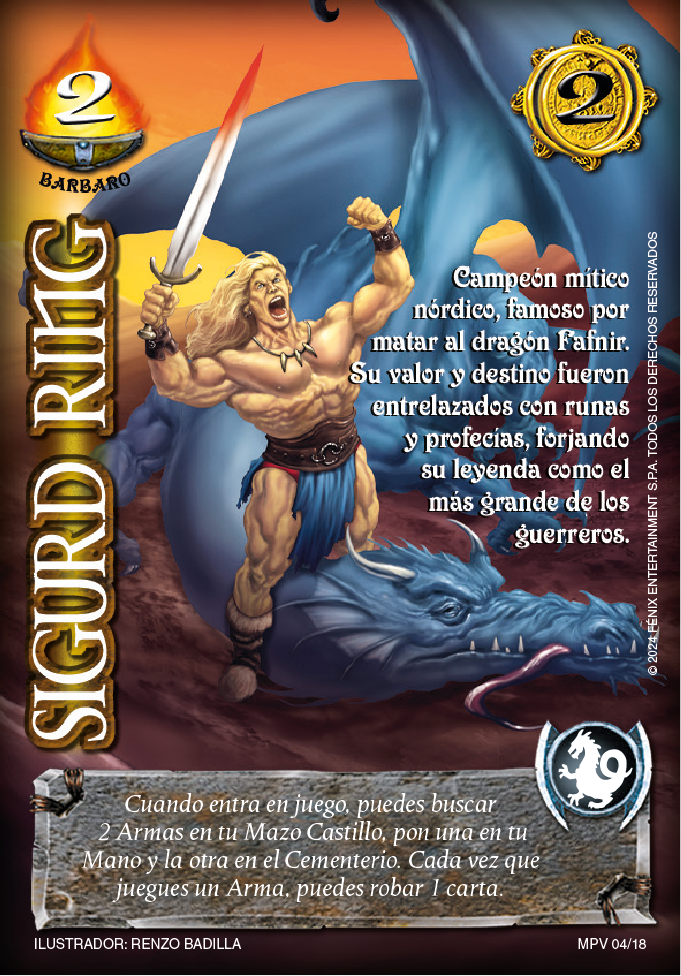 2
BARBARO
2
SIGURD RING
Campeón mítico
nórdico, famoso por
matar al dragón Fafnir.
Su valor y destino fueron
entrelazados con runas
y profecías, forjando
su leyenda como el
más grande de los
guerreros.
© 2024 FÉNIX ENTERTAINMENT S.P.A. TODOS LOS DERECHOS RESERVADOS
Cuando entra en juego, puedes buscar
2 Armas en tu Mazo Castillo, pon una en tu
Mano y la otra en el Cementerio. Cada vez que
juegues un Arma, puedes robar 1 carta.
ILUSTRADOR: RENZO BADILLA
MPV 04/18